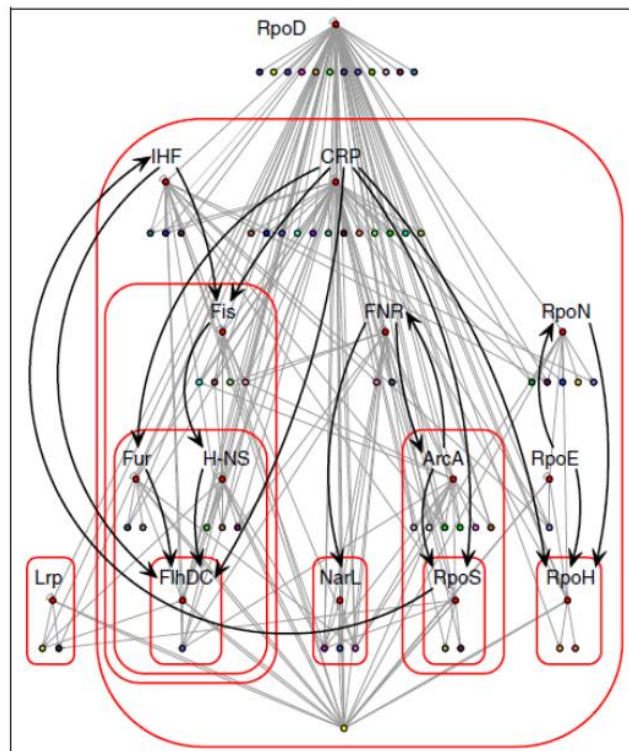 RpoD
IHF CRP
Fis FNR RpoN
Fur H-NS ArcA RpoE
Lrp FlhDC NarL RpoS RpoH